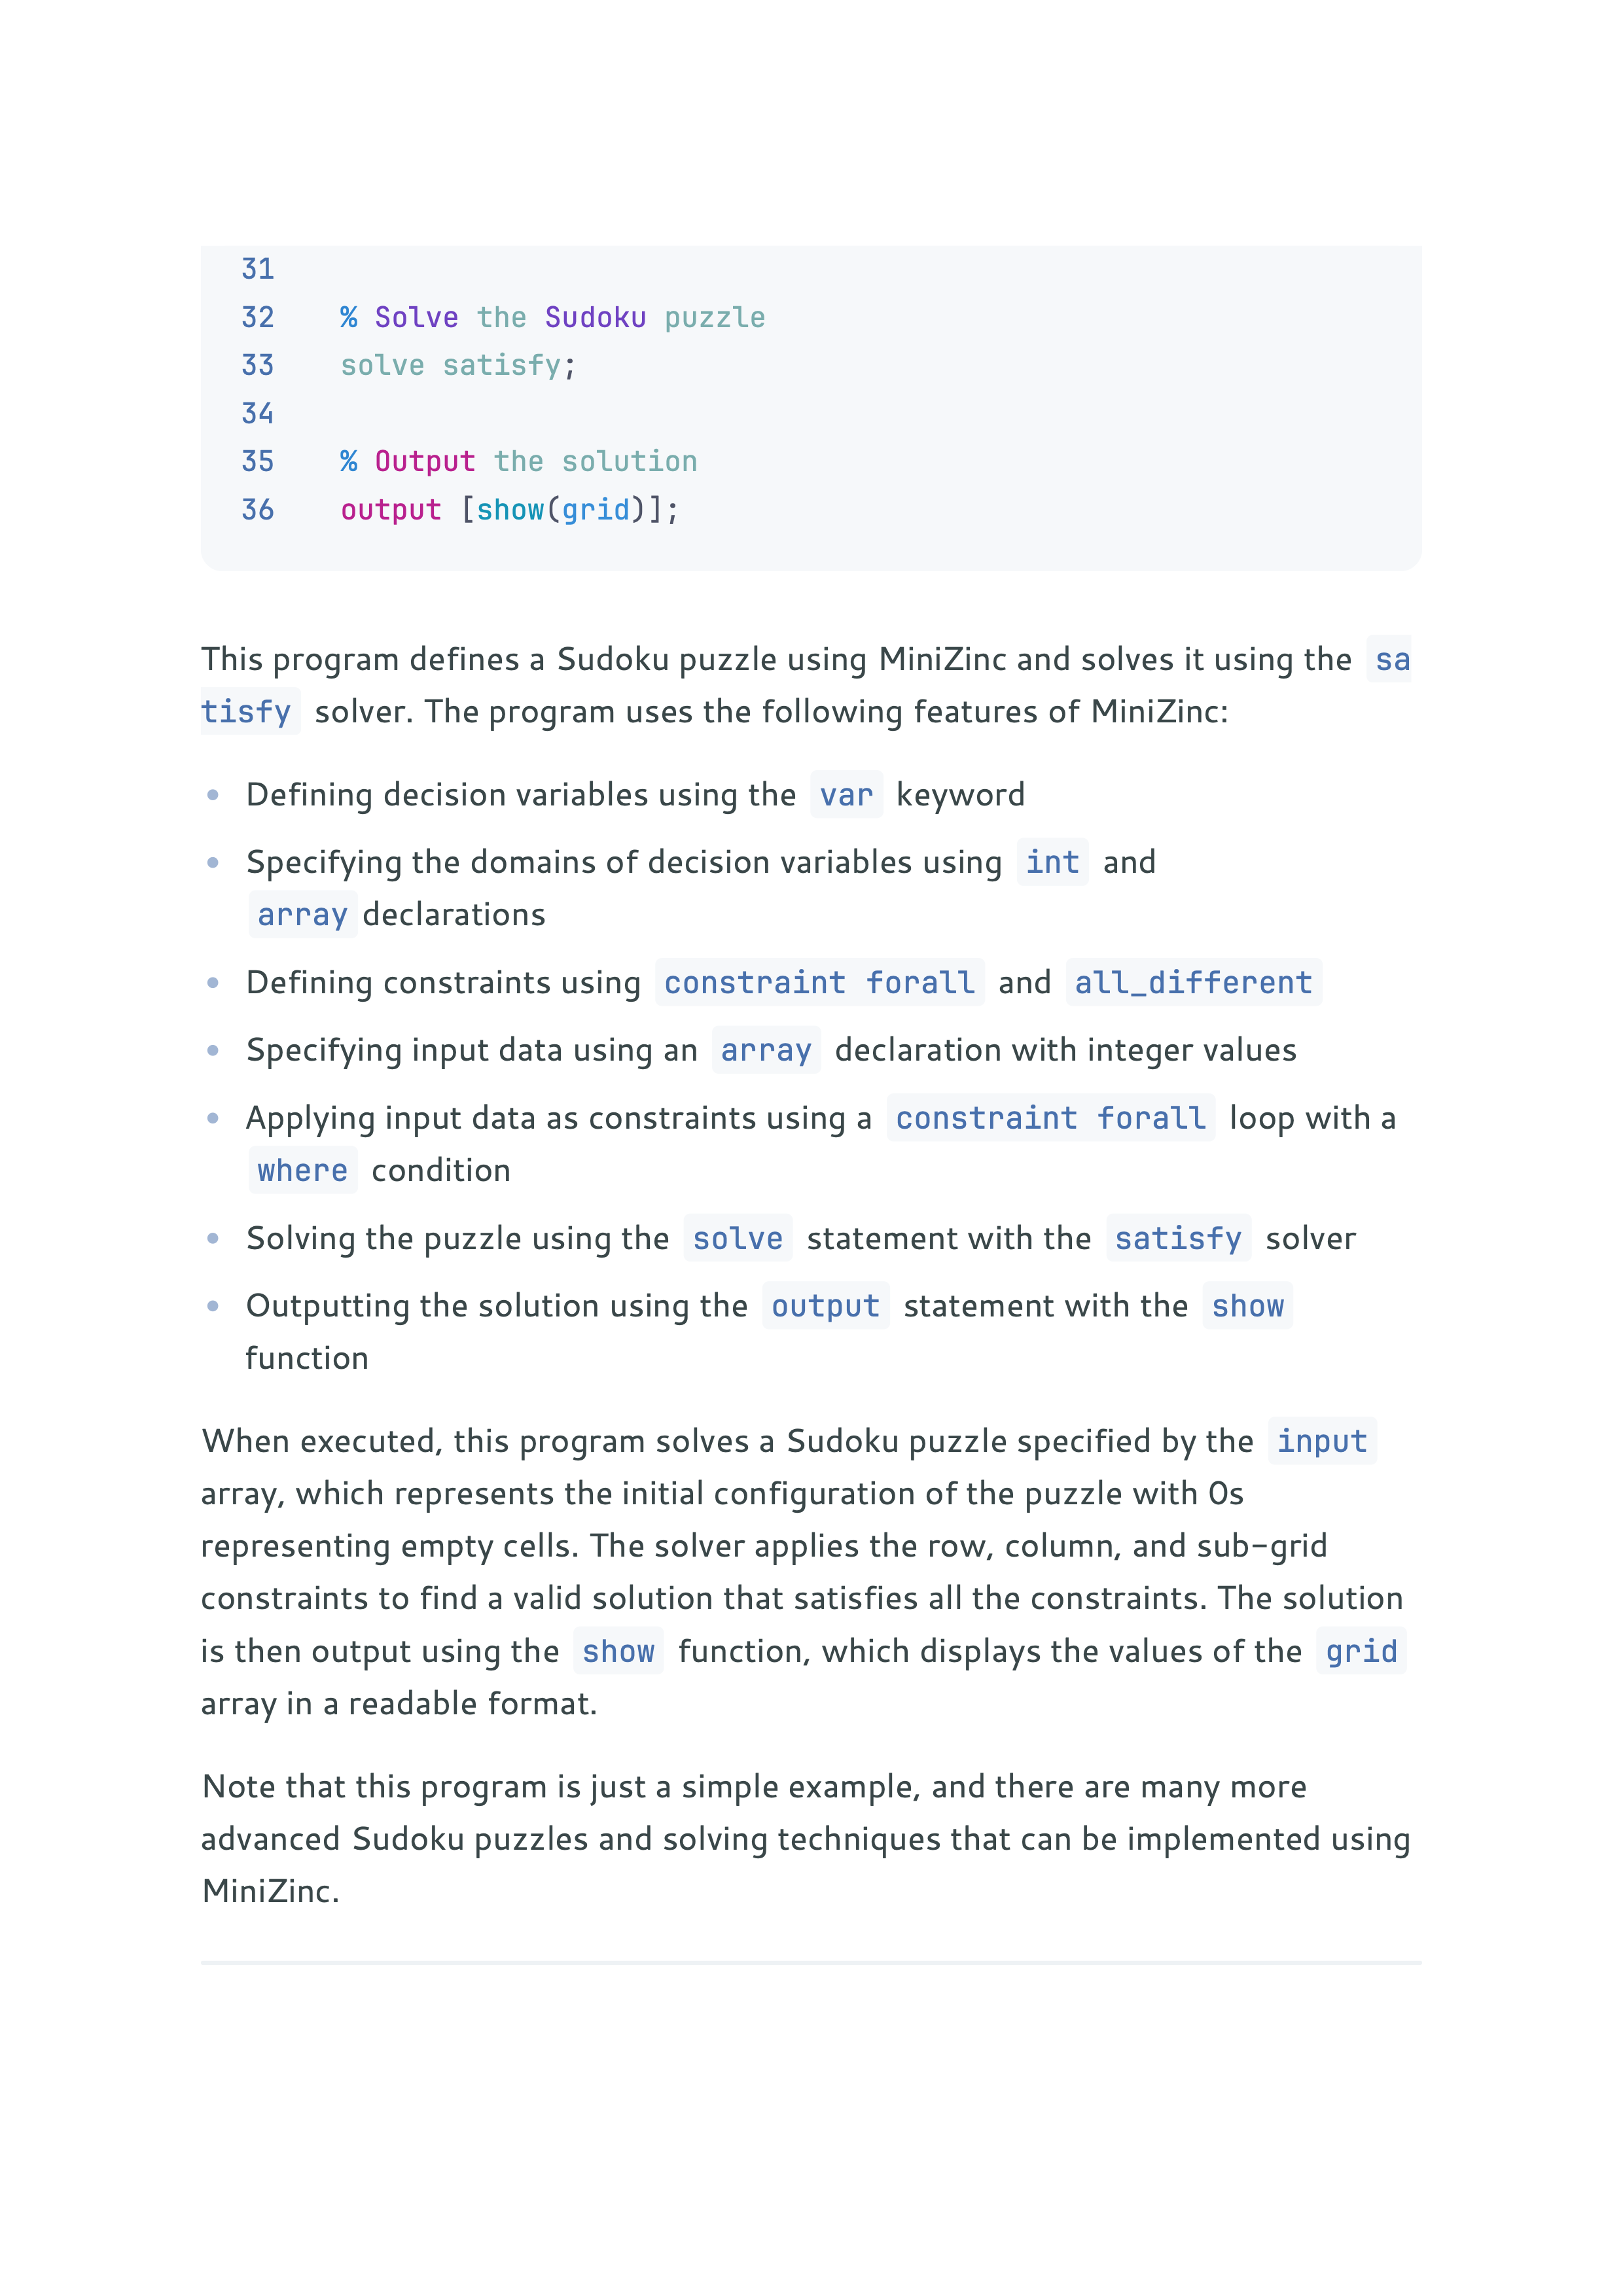 31
32 % Solve the Sudoku puzzle
33 solve satisfy;
34
35 % Output the solution
36 output [show(grid)];
This program defines a Sudoku puzzle using MiniZinc and solves it using the sa
tisfy solver. The program uses the following features of MiniZinc:
• Defining decision variables using the var keyword
• Specifying the domains of decision variables using int and
array declarations
• Defining constraints using constraint forall and all_different
• Specifying input data using an array declaration with integer values
• Applying input data as constraints using a constraint forall loop with a
where condition
• Solving the puzzle using the solve statement with the satisfy solver
• Outputting the solution using the output statement with the show
function
When executed, this program solves a Sudoku puzzle specified by the input
array, which represents the initial configuration of the puzzle with 0s
representing empty cells. The solver applies the row, column, and sub-grid
constraints to find a valid solution that satisfies all the constraints. The solution
is then output using the show function, which displays the values of the grid
array in a readable format.
Note that this program is just a simple example, and there are many more
advanced Sudoku puzzles and solving techniques that can be implemented using
MiniZinc.